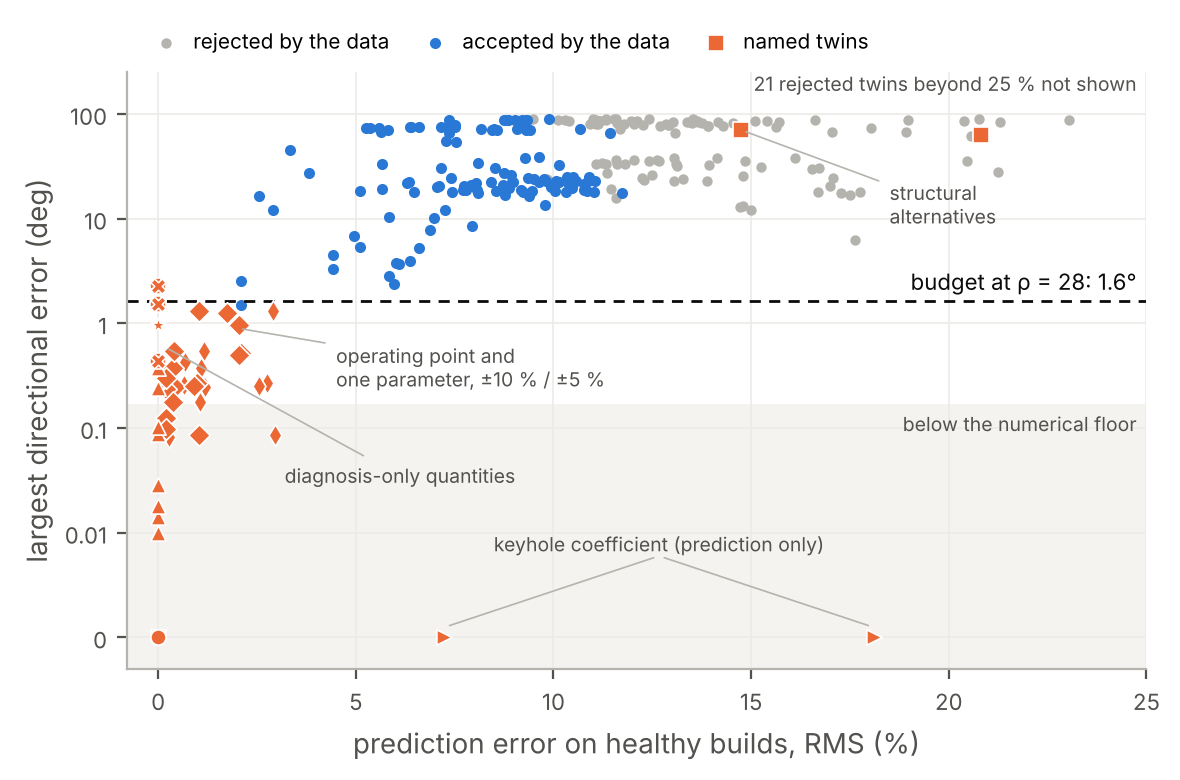 rejected by the data
accepted by the data
named twins
21 rejected twins beyond 25 % not shown
100
10
1
0.1
0.01
0
largest directional error (deg)
structural
alternatives
budget at ρ = 28: 1.6°
operating point and
one parameter, ±10 % / ±5 %
below the numerical floor
diagnosis-only quantities
keyhole coefficient (prediction only)
0
5
10
15
20
25
prediction error on healthy builds, RMS (%)